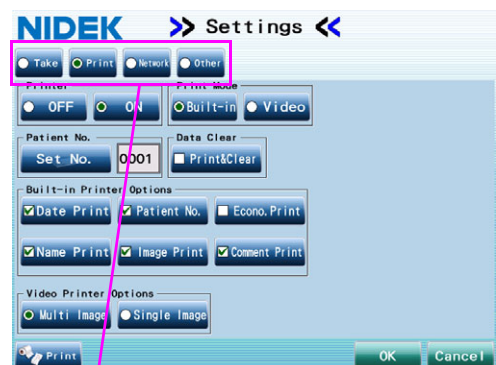 NIDEK >> Settings <<
Take Print Network Other
Printer Print Mode
OFF ON Built-in Video
Patient No. Data Clear
Set No. 0001 Print&Clear
Built-in Printer Options
Date Print Patient No. Econo.Print
Name Print Image Print Comment Print
Video Printer Options
Multi Image Single Image
Print OK Cancel